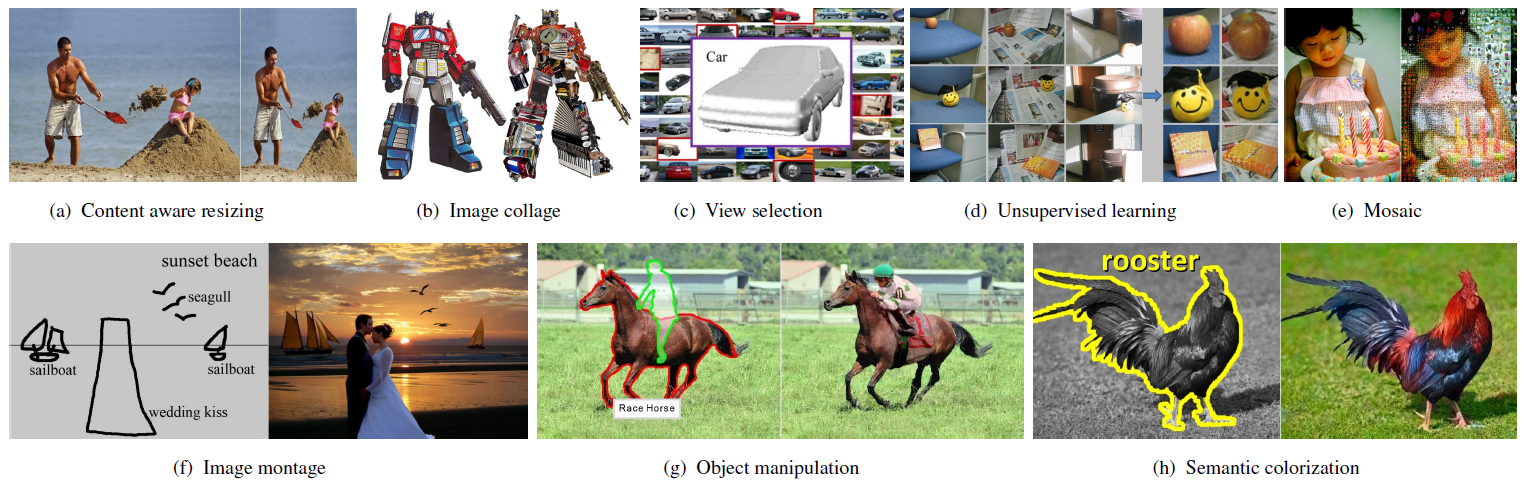 Car
(a) Content aware resizing
(b) Image collage
(c) View selection
(d) Unsupervised learning
(e) Mosaic
sunset beach
seagull
sailboat
sailboat
wedding kiss
Race Horse
rooster
(f) Image montage
(g) Object manipulation
(h) Semantic colorization